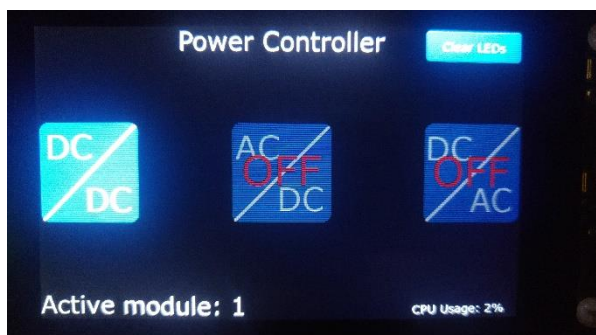 Power Controller
Clear LEDs
DC
DC
AC
OFF
DC
DC
OFF
AC
Active module: 1
CPU Usage: 2%